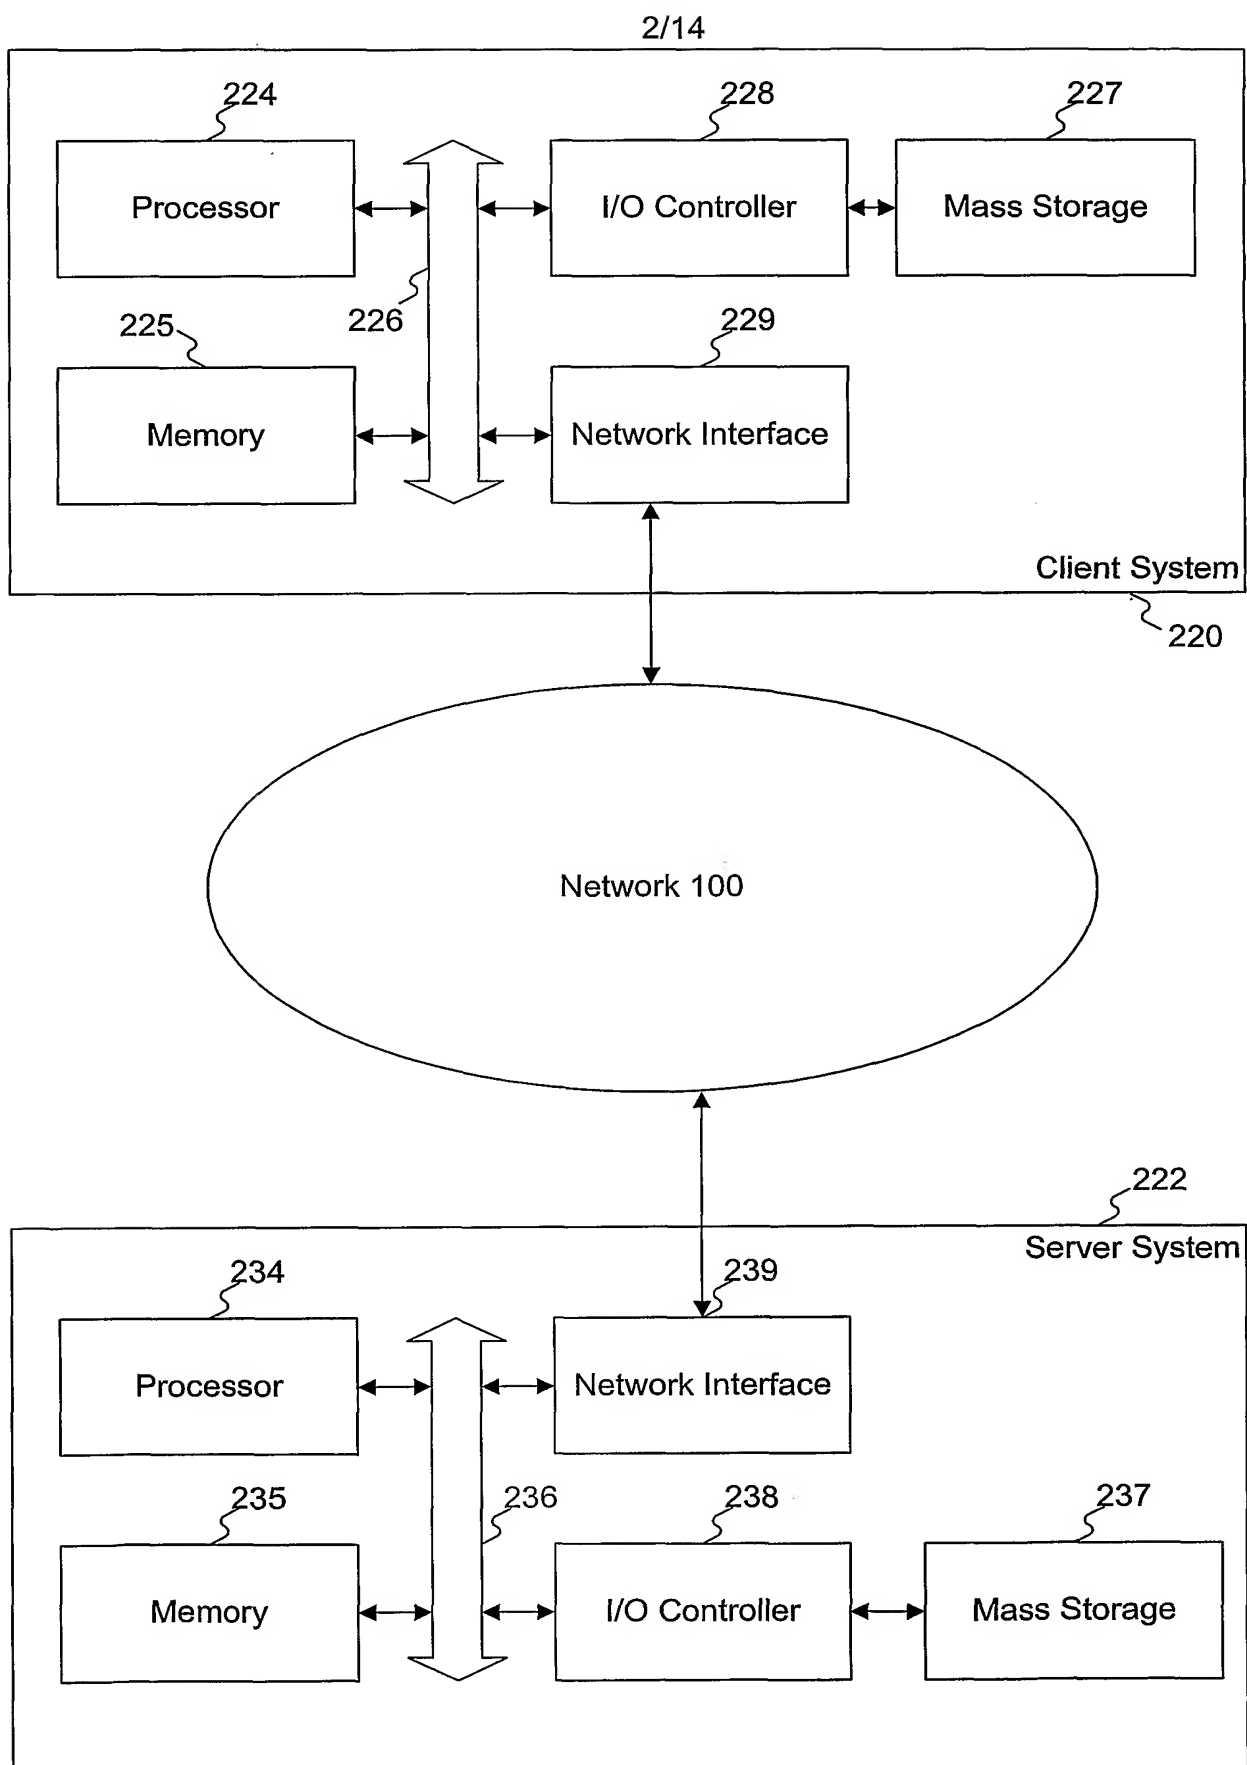 2/14
224
228
227
Processor
I/O Controller
Mass Storage
226
225
229
Memory
Network Interface
Client System
220
Network 100
222
Server System
234
239
Processor
Network Interface
235
236
238
237
Memory
I/O Controller
Mass Storage